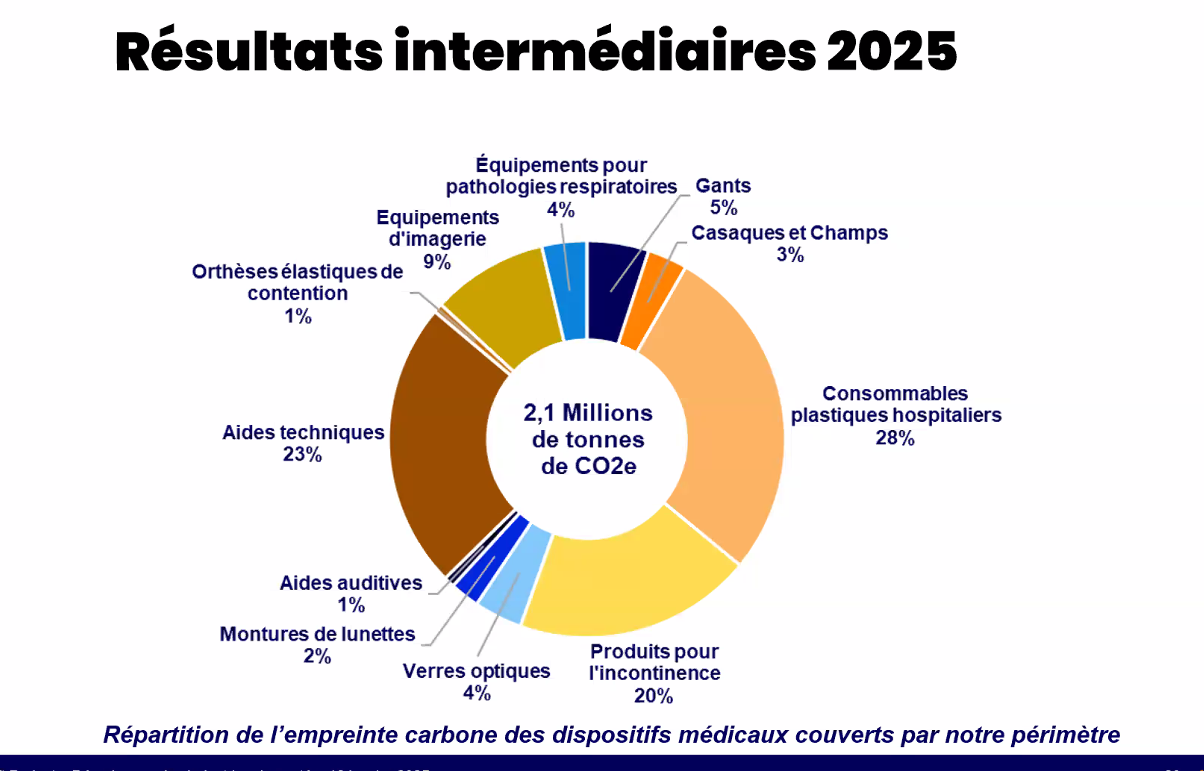 Résultats intermédiaires 2025
Équipements pour
pathologies respiratoires
4%
Gants
5%
Casaques et Champs
3%
Equipements
d'imagerie
9%
Orthèses élastiques de
contention
1%
Consommables
plastiques hospitaliers
28%
2,1 Millions
de tonnes
de CO2e
Aides techniques
23%
Aides auditives
1%
Montures de lunettes
2%
Verres optiques
4%
Produits pour
l'incontinence
20%
Répartition de l’empreinte carbone des dispositifs médicaux couverts par notre périmètre